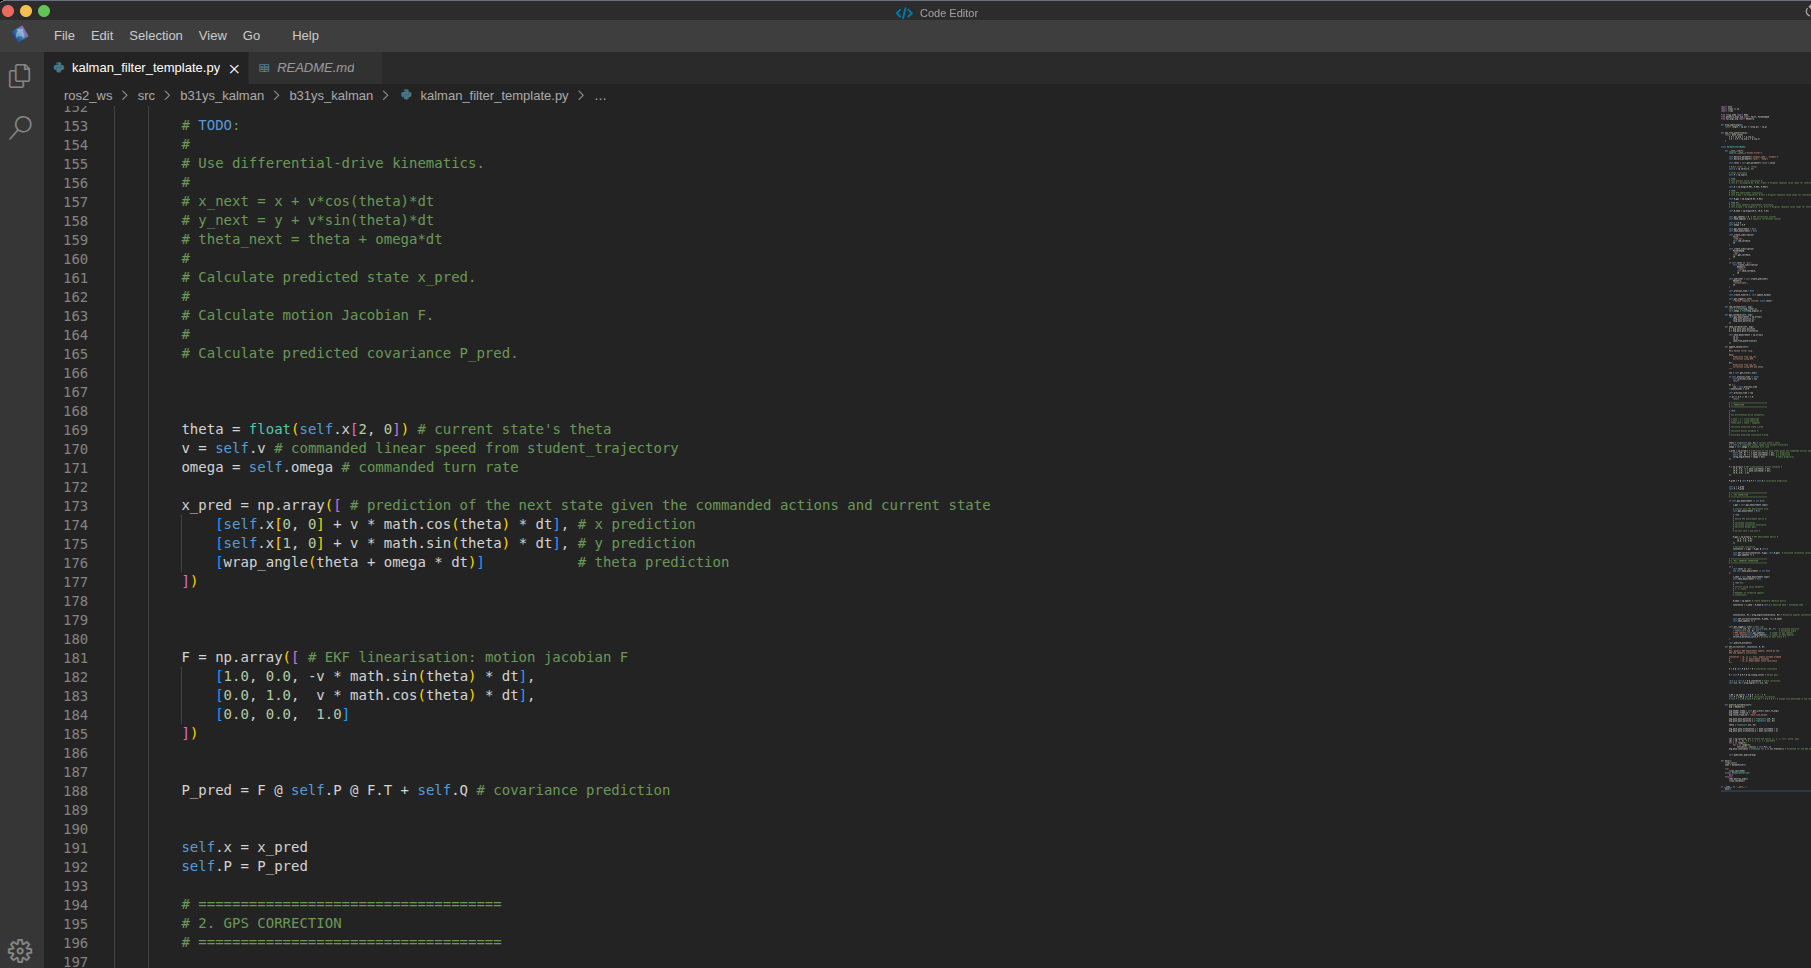 Code Editor
File Edit Selection View Go Help
kalman_filter_template.py README.md
ros2_ws src b31ys_kalman b31ys_kalman kalman_filter_template.py …
152
153 # TODO:
154 #
155 # Use differential-drive kinematics.
156 #
157 # x_next = x + v*cos(theta)*dt
158 # y_next = y + v*sin(theta)*dt
159 # theta_next = theta + omega*dt
160 #
161 # Calculate predicted state x_pred.
162 #
163 # Calculate motion Jacobian F.
164 #
165 # Calculate predicted covariance P_pred.
166
167
168
169 theta = float(self.x[2, 0]) # current state's theta
170 v = self.v # commanded linear speed from student_trajectory
171 omega = self.omega # commanded turn rate
172
173 x_pred = np.array([ # prediction of the next state given the commanded actions and current state
174 [self.x[0, 0] + v * math.cos(theta) * dt], # x prediction
175 [self.x[1, 0] + v * math.sin(theta) * dt], # y prediction
176 [wrap_angle(theta + omega * dt)] # theta prediction
177 ])
178
179
180
181 F = np.array([ # EKF linearisation: motion jacobian F
182 [1.0, 0.0, -v * math.sin(theta) * dt],
183 [0.0, 1.0, v * math.cos(theta) * dt],
184 [0.0, 0.0, 1.0]
185 ])
186
187
188 P_pred = F @ self.P @ F.T + self.Q # covariance prediction
189
190
191 self.x = x_pred
192 self.P = P_pred
193
194 # ====================================
195 # 2. GPS CORRECTION
196 # ====================================
197